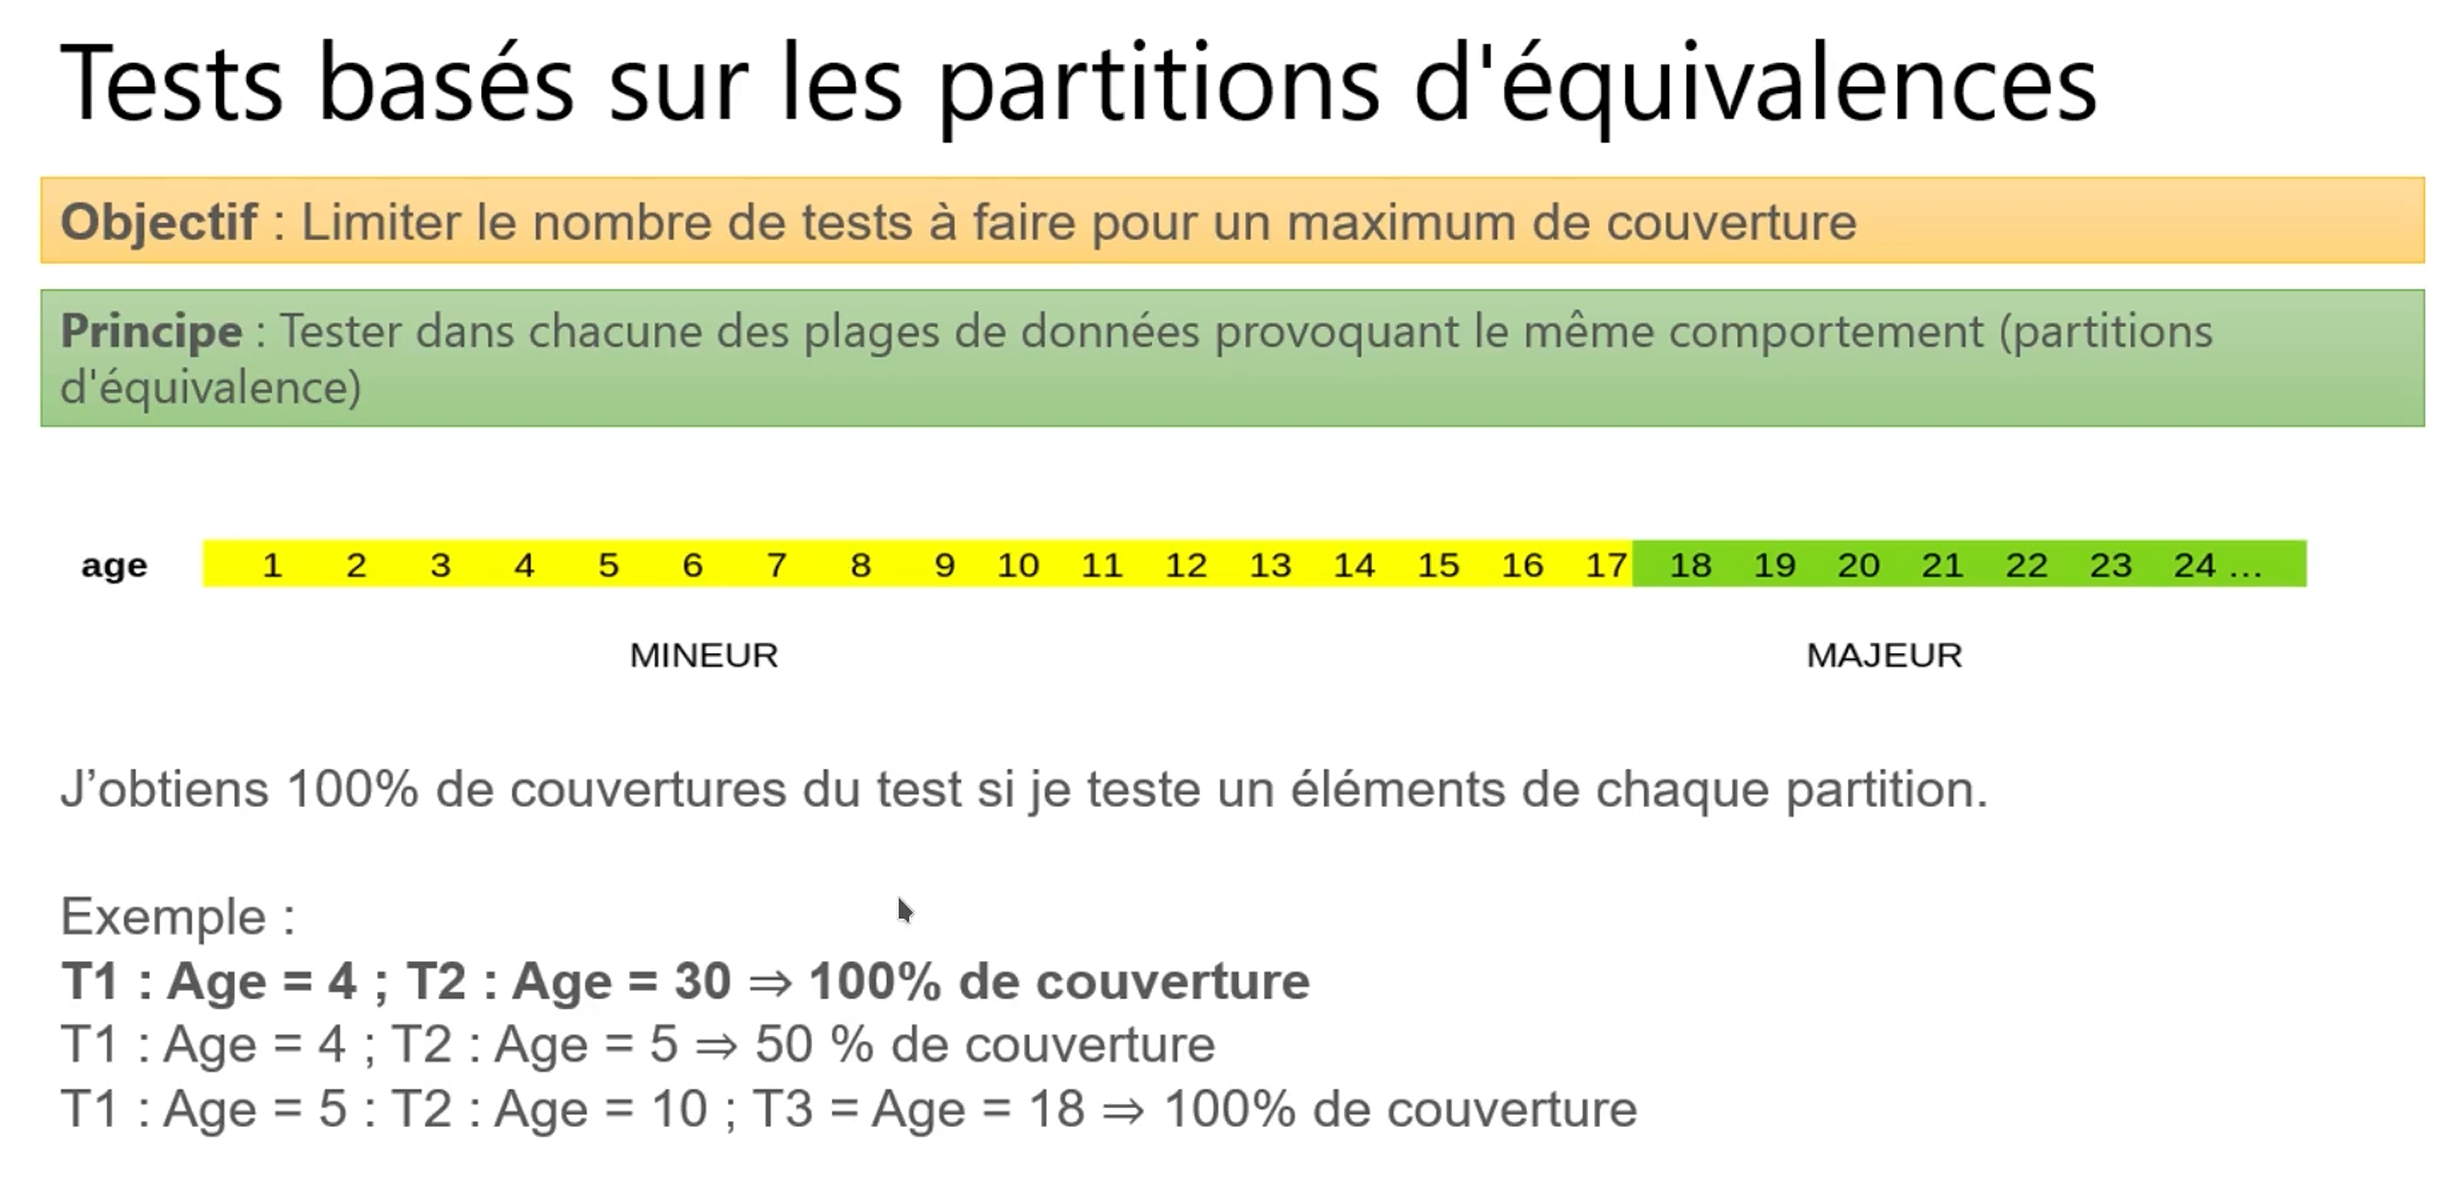 Tests basés sur les partitions d'équivalences
Objectif : Limiter le nombre de tests à faire pour un maximum de couverture
Principe : Tester dans chacune des plages de données provoquant le même comportement (partitions
d'équivalence)
age 1 2 3 4 5 6 7 8 9 10 11 12 13 14 15 16 17 18 19 20 21 22 23 24 ...
MINEUR MAJEUR
J’obtiens 100% de couvertures du test si je teste un éléments de chaque partition.
Exemple :
T1 : Age = 4 ; T2 : Age = 30 ⇒ 100% de couverture
T1 : Age = 4 ; T2 : Age = 5 ⇒ 50 % de couverture
T1 : Age = 5 : T2 : Age = 10 ; T3 = Age = 18 ⇒ 100% de couverture